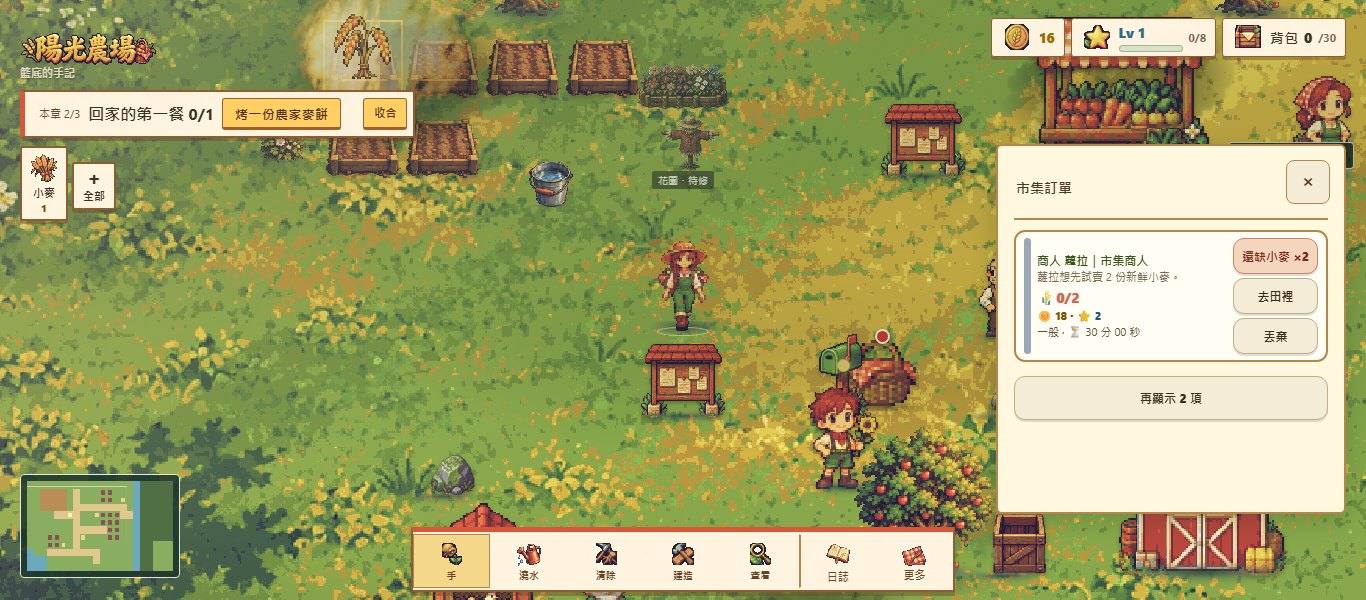 陽光農場
籃底的手記
本章 2/3 回家的第一餐 0/1 烤一份農家麥餅 收合
小麥
1
+
全部
16
Lv 1
0/8
背包 0 /30
花圃 · 待修
市集訂單
×
商人 蘿拉 | 市集商人
蘿拉想先試賣 2 份新鮮小麥。
0/2
18 · 2
一般 · 30 分 00 秒
還缺小麥 ×2
去田裡
丟棄
再顯示 2 項
手
澆水
清除
建造
查看
日誌
更多